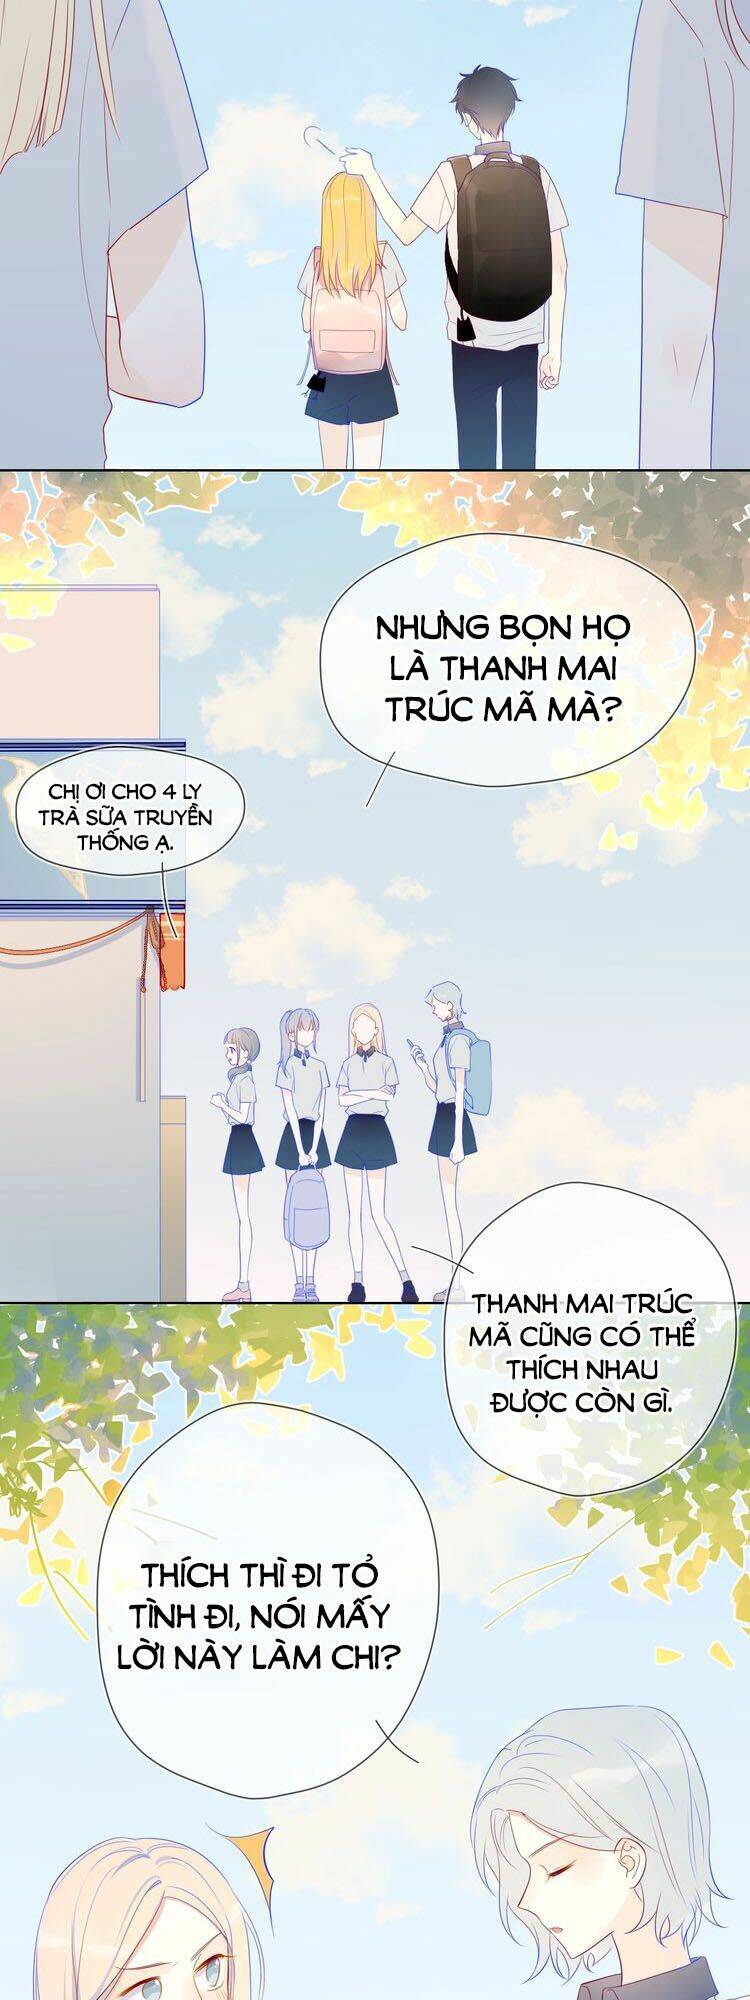 NHƯNG BỌN HỌ
LÀ THANH MAI
TRÚC MÃ MÀ?
CHỊ ƠI CHO 4 LY
TRÀ SỮA TRUYỀN
THỐNG Ạ.
THANH MAI TRÚC
MÃ CŨNG CÓ THỂ
THÍCH NHAU
ĐƯỢC CÒN GÌ.
THÍCH THÌ ĐI TỎ
TÌNH ĐI, NÓI MẤY
LỜI NÀY LÀM CHI?